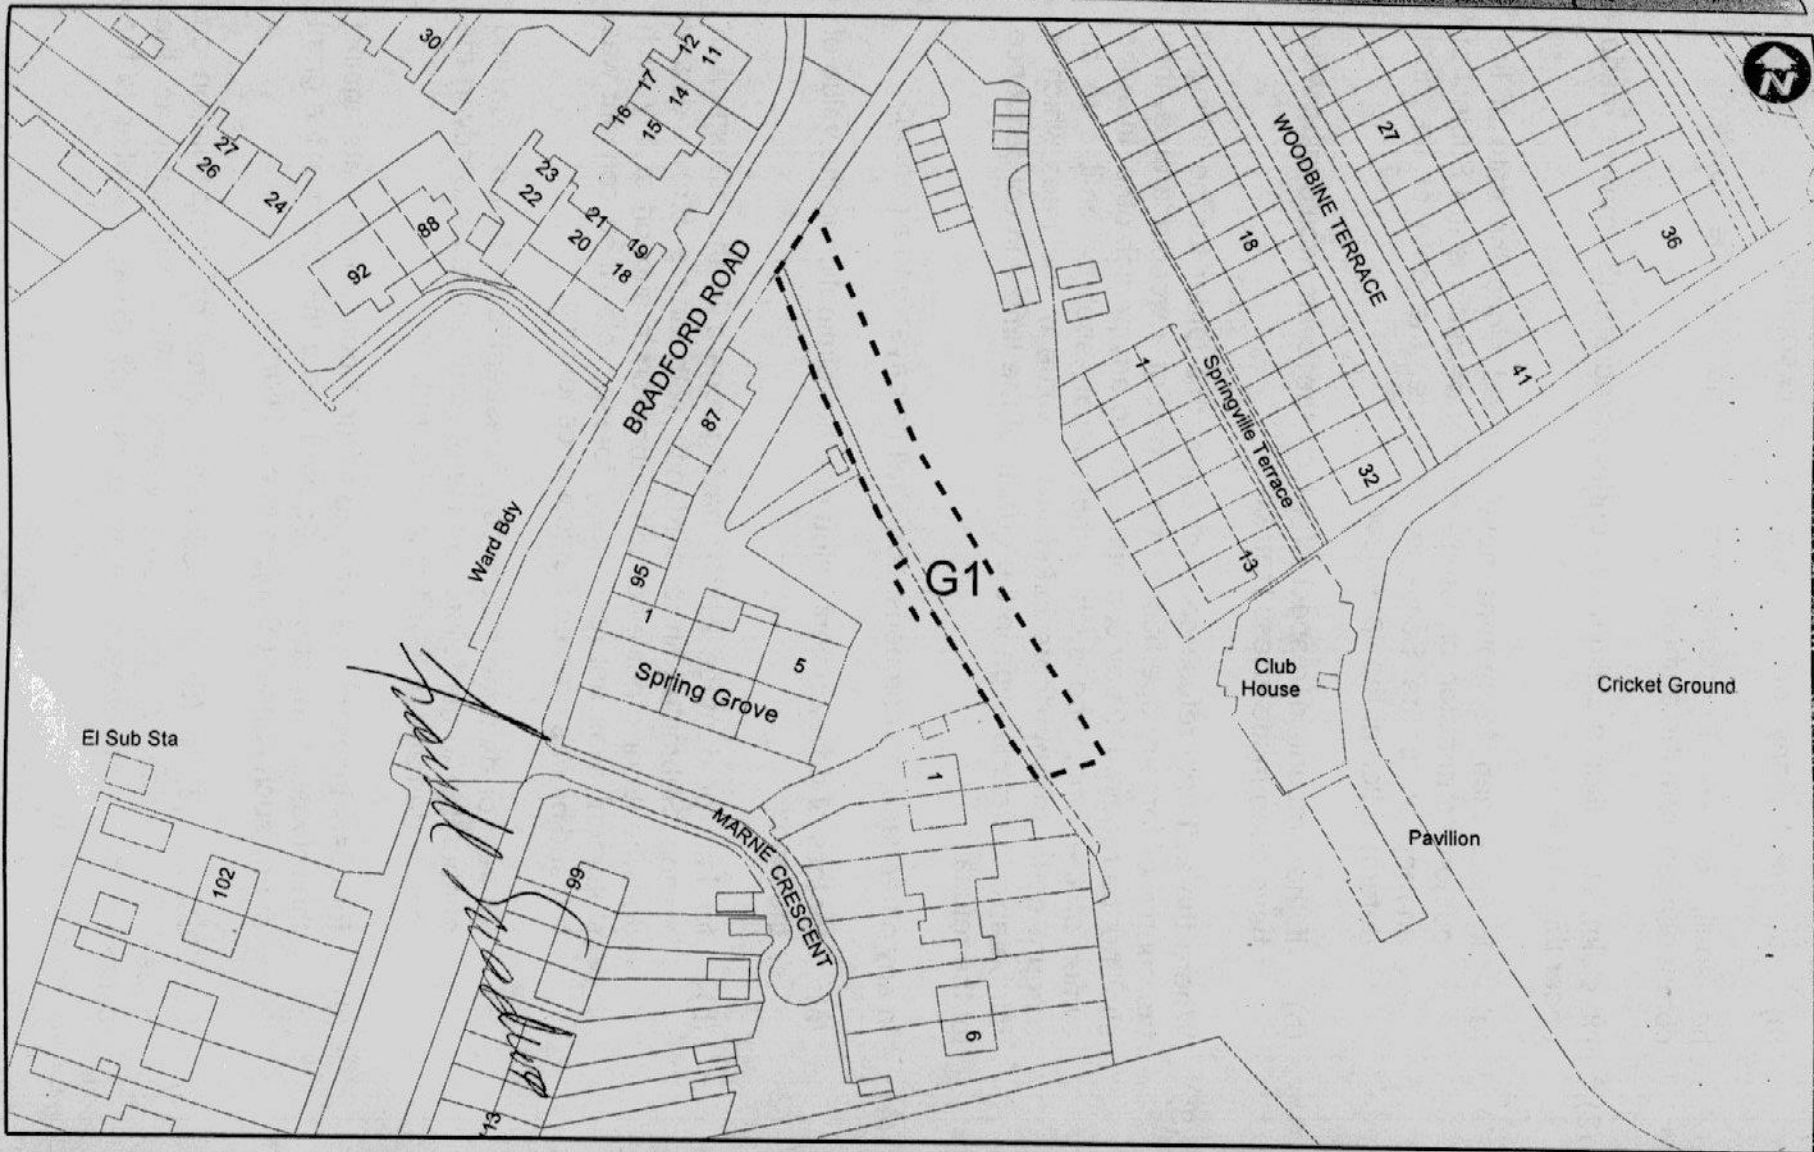 30
12
11
17
14
16
15
N
27
26
24
23
22
21
20
19
18
88
92
BRADFORD ROAD
WOODBINE TERRACE
27
18
36
41
32
1
Springville Terrace
13
87
95
1
5
Spring Grove
Ward Bdy
G1
Club
House
Cricket Ground
Pavilion
El Sub Sta
102
99
MARNE CRESCENT
1
6
13